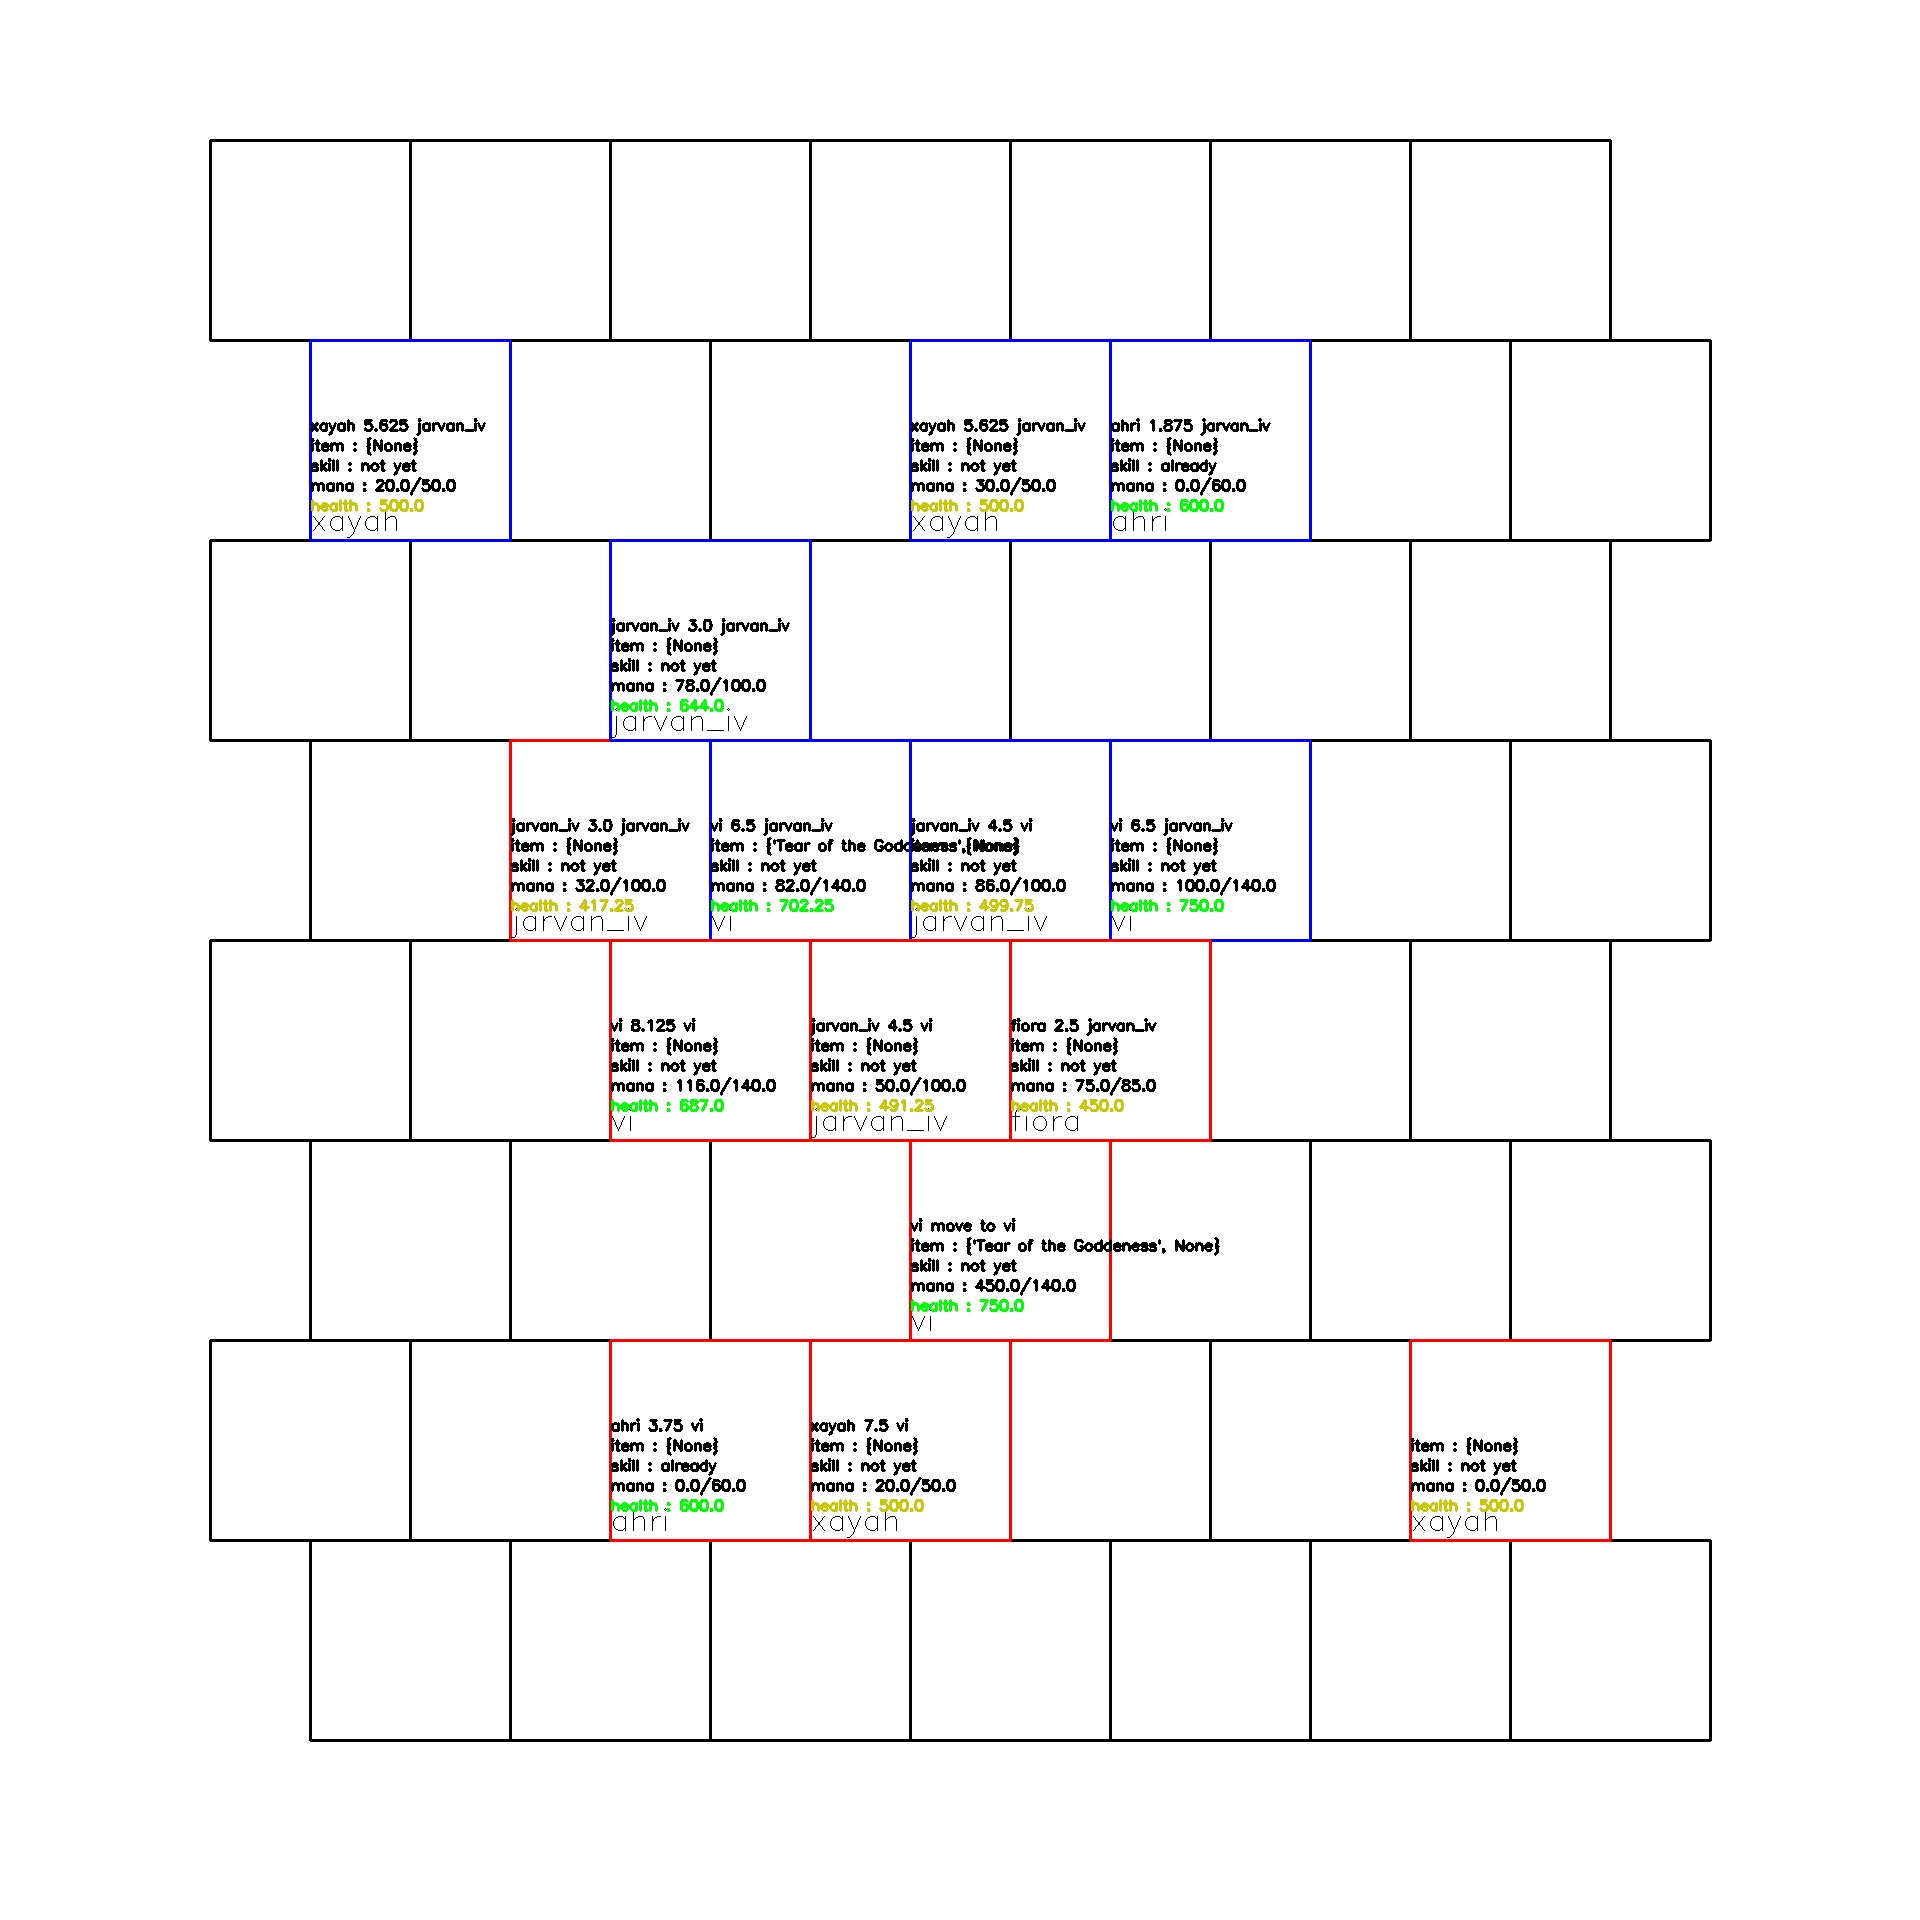 xayah 5.625 jarvan_iv
item : {None}
skill : not yet
mana : 20.0/50.0
health : 500.0
xayah
xayah 5.625 jarvan_iv
item : {None}
skill : not yet
mana : 30.0/50.0
health : 500.0
xayah
ahri 1.875 jarvan_iv
item : {None}
skill : already
mana : 0.0/60.0
health : 600.0
ahri
jarvan_iv 3.0 jarvan_iv
item : {None}
skill : not yet
mana : 78.0/100.0
health : 644.0
jarvan_iv
jarvan_iv 3.0 jarvan_iv
item : {None}
skill : not yet
mana : 32.0/100.0
health : 417.25
jarvan_iv
vi 6.5 jarvan_iv
item : {'Tear of the Goddeness', None}
skill : not yet
mana : 82.0/140.0
health : 702.25
vi
jarvan_iv 4.5 vi
item : {None}
skill : not yet
mana : 86.0/100.0
health : 499.75
jarvan_iv
vi 6.5 jarvan_iv
item : {None}
skill : not yet
mana : 100.0/140.0
health : 750.0
vi
vi 8.125 vi
item : {None}
skill : not yet
mana : 116.0/140.0
health : 687.0
vi
jarvan_iv 4.5 vi
item : {None}
skill : not yet
mana : 50.0/100.0
health : 491.25
jarvan_iv
fiora 2.5 jarvan_iv
item : {None}
skill : not yet
mana : 75.0/85.0
health : 450.0
fiora
vi move to vi
item : {'Tear of the Goddeness', None}
skill : not yet
mana : 450.0/140.0
health : 750.0
vi
ahri 3.75 vi
item : {None}
skill : already
mana : 0.0/60.0
health : 600.0
ahri
xayah 7.5 vi
item : {None}
skill : not yet
mana : 20.0/50.0
health : 500.0
xayah
item : {None}
skill : not yet
mana : 0.0/50.0
health : 500.0
xayah